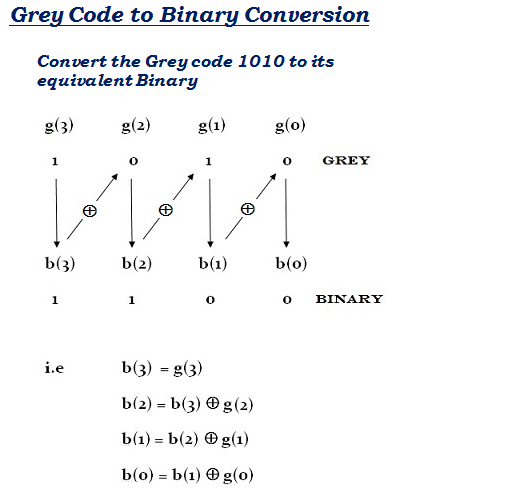 Grey Code to Binary Conversion
Convert the Grey code 1010 to its
equivalent Binary
g(3) g(2) g(1) g(0)
1 0 1 0 GREY
⊕ ⊕ ⊕
b(3) b(2) b(1) b(0)
1 1 0 0 BINARY
i.e b(3) = g(3)
b(2) = b(3) ⊕ g(2)
b(1) = b(2) ⊕ g(1)
b(0) = b(1) ⊕ g(0)